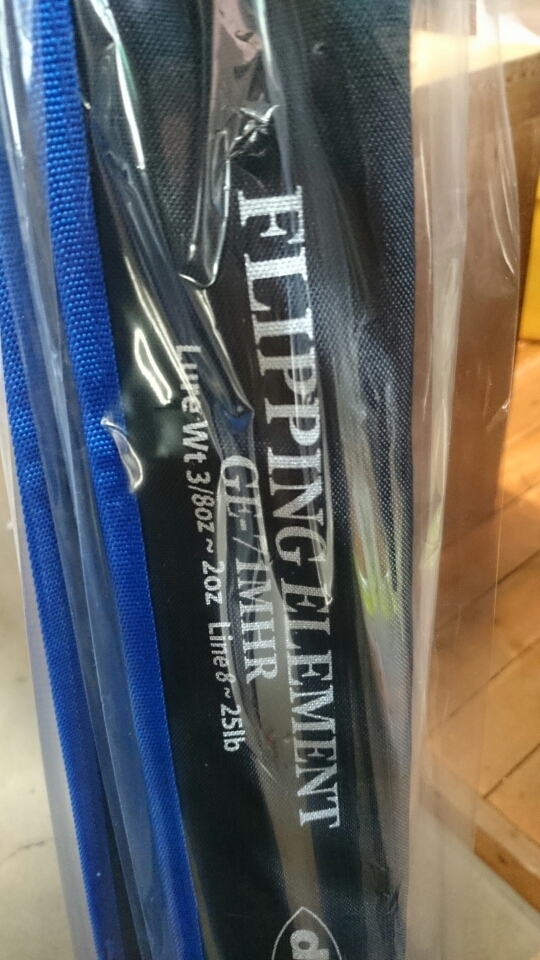 FLIPPING ELEMENT
GE-71MHR
Lure Wt 3/8oz ~ 2oz Line 8 ~ 25lb